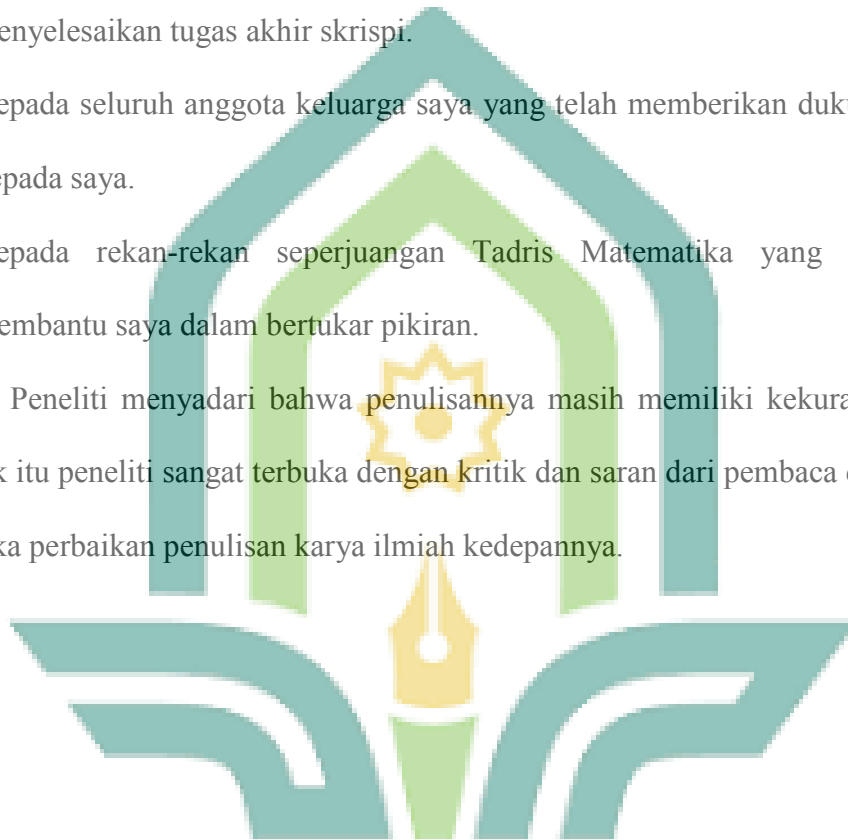 enyelesaikan tugas akhir skrispi.
epada seluruh anggota keluarga saya yang telah memberikan duku
epada saya.
epada rekan-rekan seperjuangan Tadris Matematika yang
embantu saya dalam bertukar pikiran.
Peneliti menyadari bahwa penulisannya masih memiliki kekura
k itu peneliti sangat terbuka dengan kritik dan saran dari pembaca
ka perbaikan penulisan karya ilmiah kedepannya.